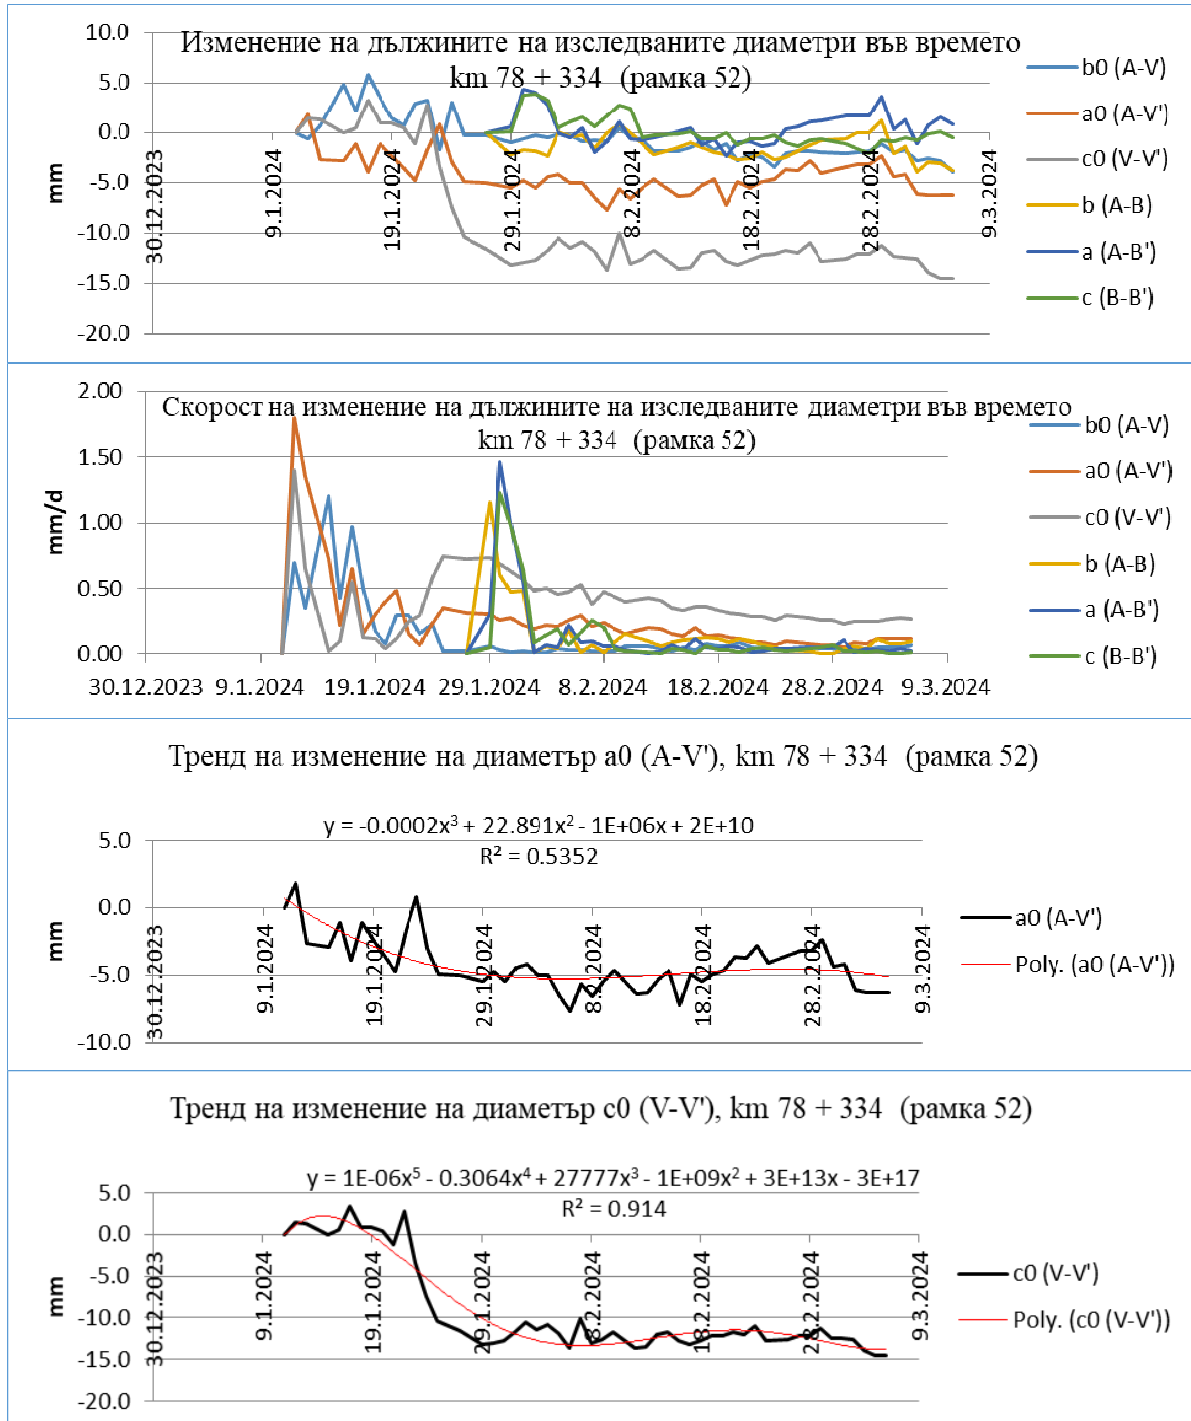 Изменение на дължините на изследваните диаметри във времето
km 78 + 334 (рамка 52)
10.0
5.0
0.0
-5.0
-10.0
-15.0
-20.0
mm
30.12.2023
9.1.2024
19.1.2024
29.1.2024
8.2.2024
18.2.2024
28.2.2024
9.3.2024
b0 (A-V)
a0 (A-V')
c0 (V-V')
b (A-B)
a (A-B')
c (B-B')
Скорост на изменение на дължините на изследваните диаметри във времето
km 78 + 334 (рамка 52)
2.00
1.50
1.00
0.50
0.00
mm/d
30.12.2023
9.1.2024
19.1.2024
29.1.2024
8.2.2024
18.2.2024
28.2.2024
9.3.2024
b0 (A-V)
a0 (A-V')
c0 (V-V')
b (A-B)
a (A-B')
c (B-B')
Тренд на изменение на диаметър a0 (A-V'), km 78 + 334 (рамка 52)
y = -0.0002x³ + 22.891x² - 1E+06x + 2E+10
R² = 0.5352
5.0
0.0
-5.0
-10.0
mm
30.12.2023
9.1.2024
19.1.2024
29.1.2024
8.2.2024
18.2.2024
28.2.2024
9.3.2024
a0 (A-V')
Poly. (a0 (A-V'))
Тренд на изменение на диаметър c0 (V-V'), km 78 + 334 (рамка 52)
y = 1E-06x⁵ - 0.3064x⁴ + 27777x³ - 1E+09x² + 3E+13x - 3E+17
R² = 0.914
5.0
0.0
-5.0
-10.0
-15.0
-20.0
mm
30.12.2023
9.1.2024
19.1.2024
29.1.2024
8.2.2024
18.2.2024
28.2.2024
9.3.2024
c0 (V-V')
Poly. (c0 (V-V'))